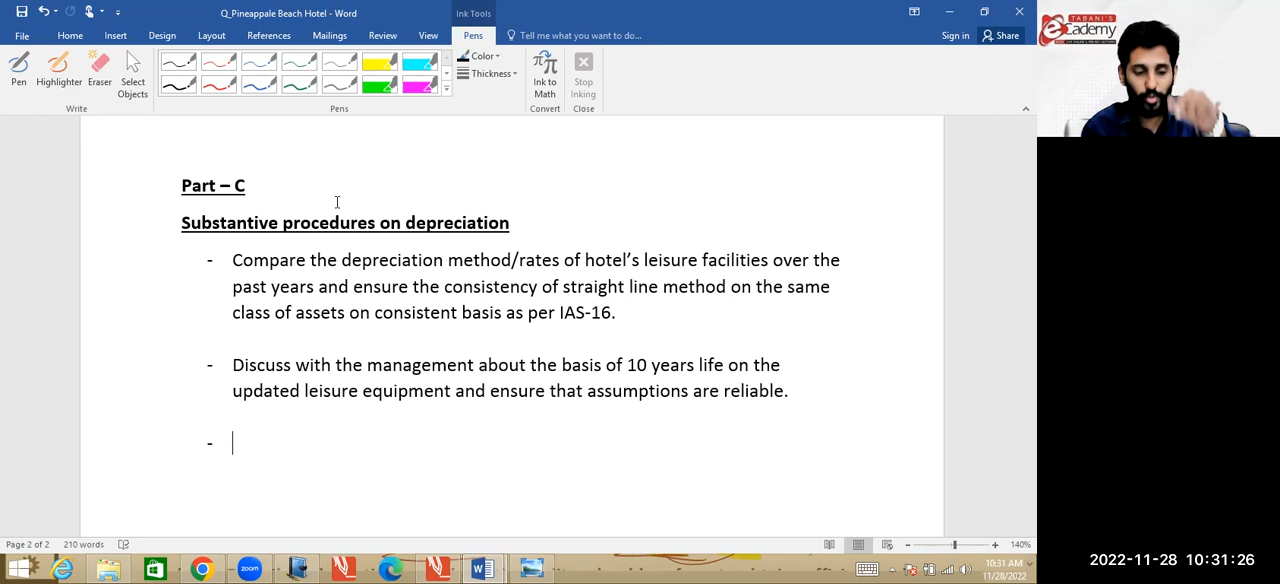 Q_Pineappale Beach Hotel - Word
Ink Tools
File Home Insert Design Layout References Mailings Review View Pens Tell me what you want to do... Sign in Share
Pen Highlighter Eraser Select Objects
Color
Thickness
Ink to Math
Stop Inking
Write Pens Convert Close
TABANI'S
eCademy
Part – C
Substantive procedures on depreciation
- Compare the depreciation method/rates of hotel's leisure facilities over the
past years and ensure the consistency of straight line method on the same
class of assets on consistent basis as per IAS-16.
- Discuss with the management about the basis of 10 years life on the
updated leisure equipment and ensure that assumptions are reliable.
-
Page 2 of 2 210 words 140%
zoom
10:31 AM
11/28/2022
2022-11-28 10:31:26